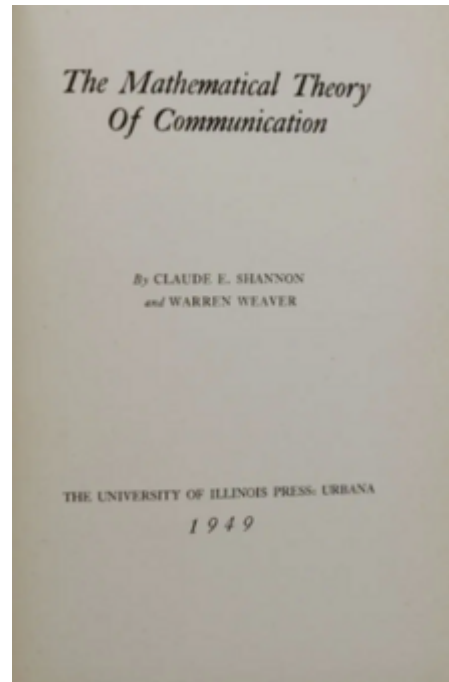 The Mathematical Theory
Of Communication
By CLAUDE E. SHANNON
and WARREN WEAVER
THE UNIVERSITY OF ILLINOIS PRESS: URBANA
1949